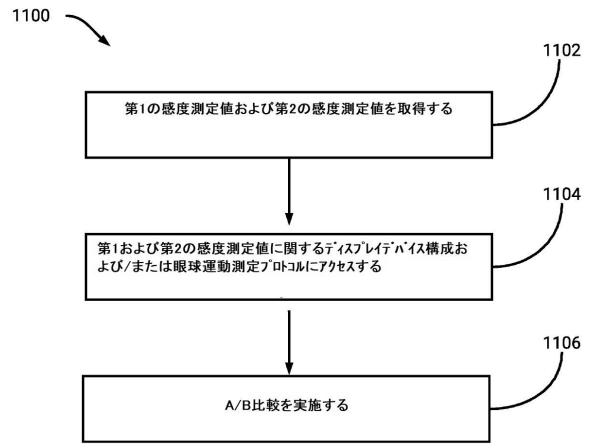 1100
1102
第1の感度測定値および第2の感度測定値を取得する
1104
第1および第2の感度測定値に関するﾃﾞｨｽﾌﾟﾚｲﾃﾞﾊﾞｲｽ構成お
よび/または眼球運動測定ﾌﾟﾛﾄｺﾙにｱｸｾｽする
1106
A/B比較を実施する